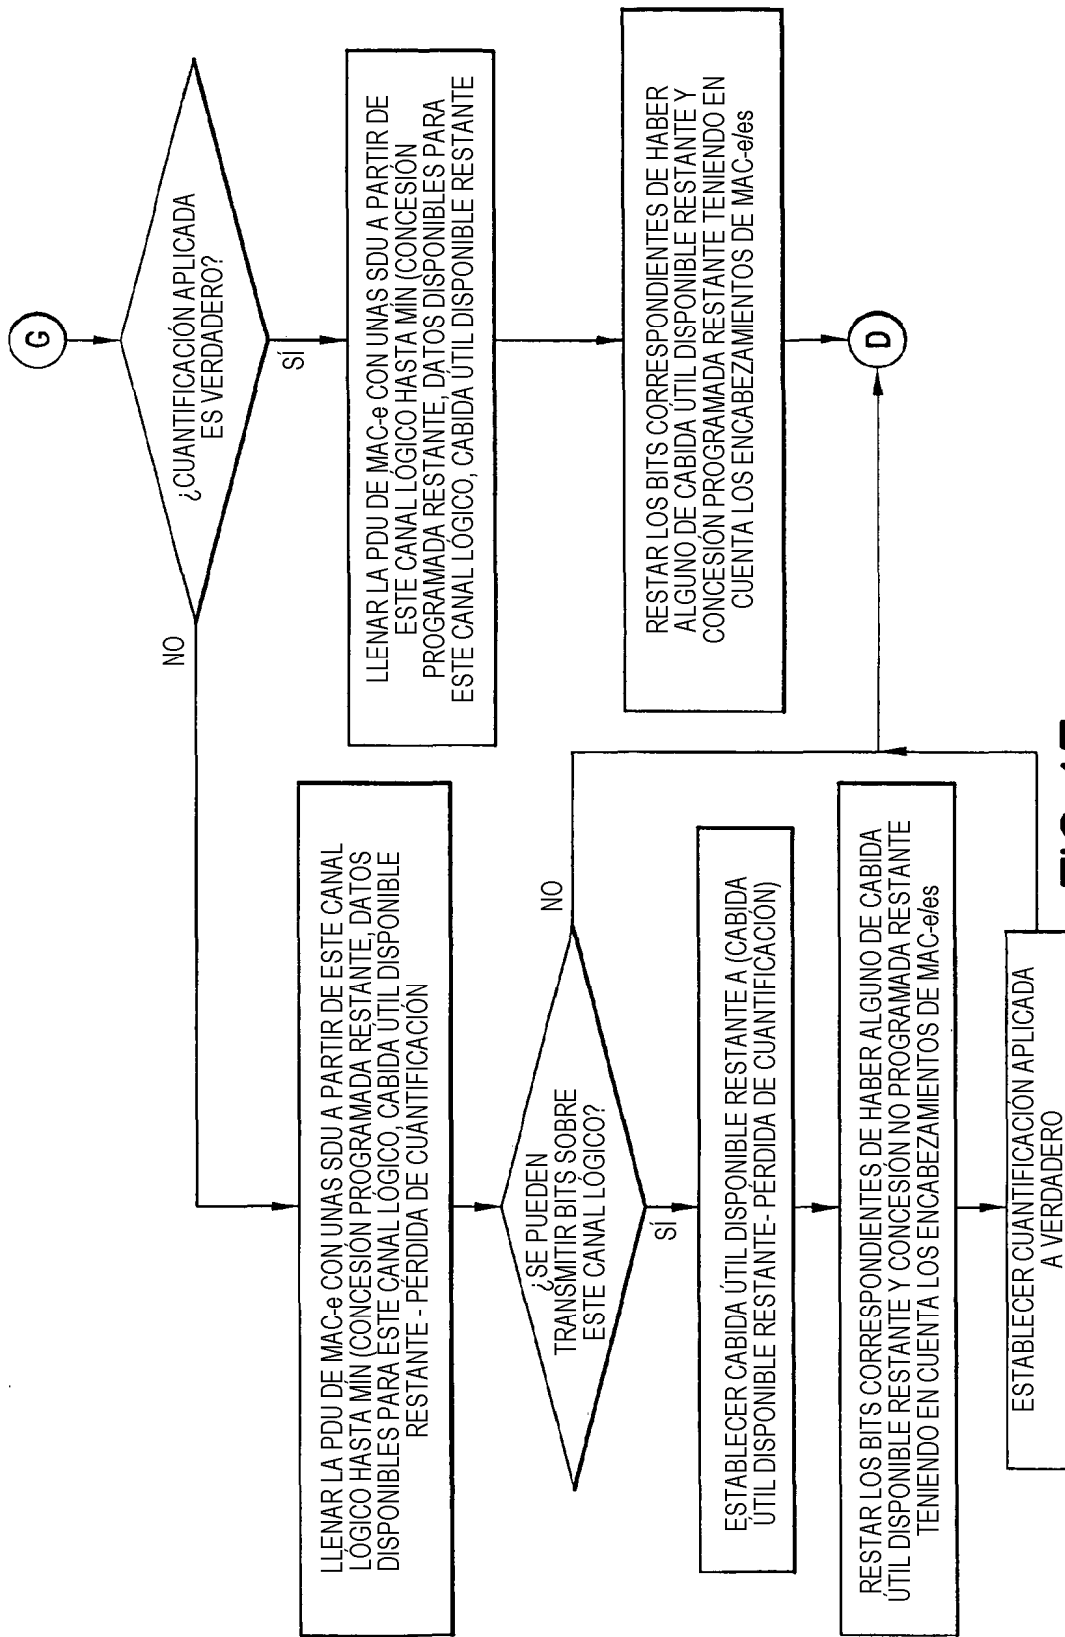 G
¿CUANTIFICACIÓN APLICADA
ES VERDADERO?
NO
SÍ
LLENAR LA PDU DE MAC-e CON UNAS SDU A PARTIR DE
ESTE CANAL LÓGICO HASTA MÍN (CONCESIÓN
PROGRAMADA RESTANTE, DATOS DISPONIBLES PARA
ESTE CANAL LÓGICO, CABIDA ÚTIL DISPONIBLE RESTANTE
RESTAR LOS BITS CORRESPONDIENTES DE HABER
ALGUNO DE CABIDA ÚTIL DISPONIBLE RESTANTE Y
CONCESIÓN PROGRAMADA RESTANTE TENIENDO EN
CUENTA LOS ENCABEZAMIENTOS DE MAC-e/es
D
LLENAR LA PDU DE MAC-e CON UNAS SDU A PARTIR DE ESTE CANAL
LÓGICO HASTA MÍN (CONCESIÓN PROGRAMADA RESTANTE, DATOS
DISPONIBLES PARA ESTE CANAL LÓGICO, CABIDA ÚTIL DISPONIBLE
RESTANTE - PÉRDIDA DE CUANTIFICACIÓN
¿SE PUEDEN
TRANSMITIR BITS SOBRE
ESTE CANAL LÓGICO?
NO
SÍ
ESTABLECER CABIDA ÚTIL DISPONIBLE RESTANTE A (CABIDA
ÚTIL DISPONIBLE RESTANTE- PÉRDIDA DE CUANTIFICACIÓN)
RESTAR LOS BITS CORRESPONDIENTES DE HABER ALGUNO DE CABIDA
ÚTIL DISPONIBLE RESTANTE Y CONCESIÓN NO PROGRAMADA RESTANTE
TENIENDO EN CUENTA LOS ENCABEZAMIENTOS DE MAC-e/es
ESTABLECER CUANTIFICACIÓN APLICADA
A VERDADERO